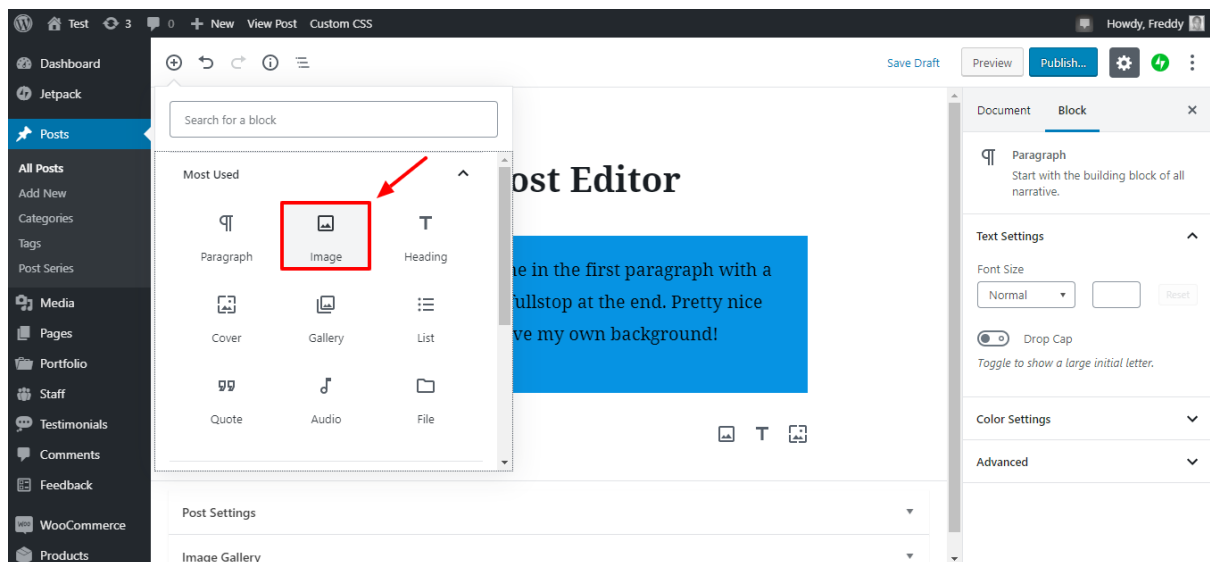 Test 3 0 New View Post Custom CSS Howdy, Freddy
Dashboard
Jetpack
Posts
All Posts
Add New
Categories
Tags
Post Series
Media
Pages
Portfolio
Staff
Testimonials
Comments
Feedback
WOO WooCommerce
Products
Save Draft Preview Publish...
Search for a block
Most Used
Paragraph Image Heading
Cover Gallery List
Quote Audio File
ost Editor
ne in the first paragraph with a
fullstop at the end. Pretty nice
ve my own background!
Post Settings
Image Gallery
Document Block
Paragraph
Start with the building block of all
narrative.
Text Settings
Font Size
Normal Reset
Drop Cap
Toggle to show a large initial letter.
Color Settings
Advanced